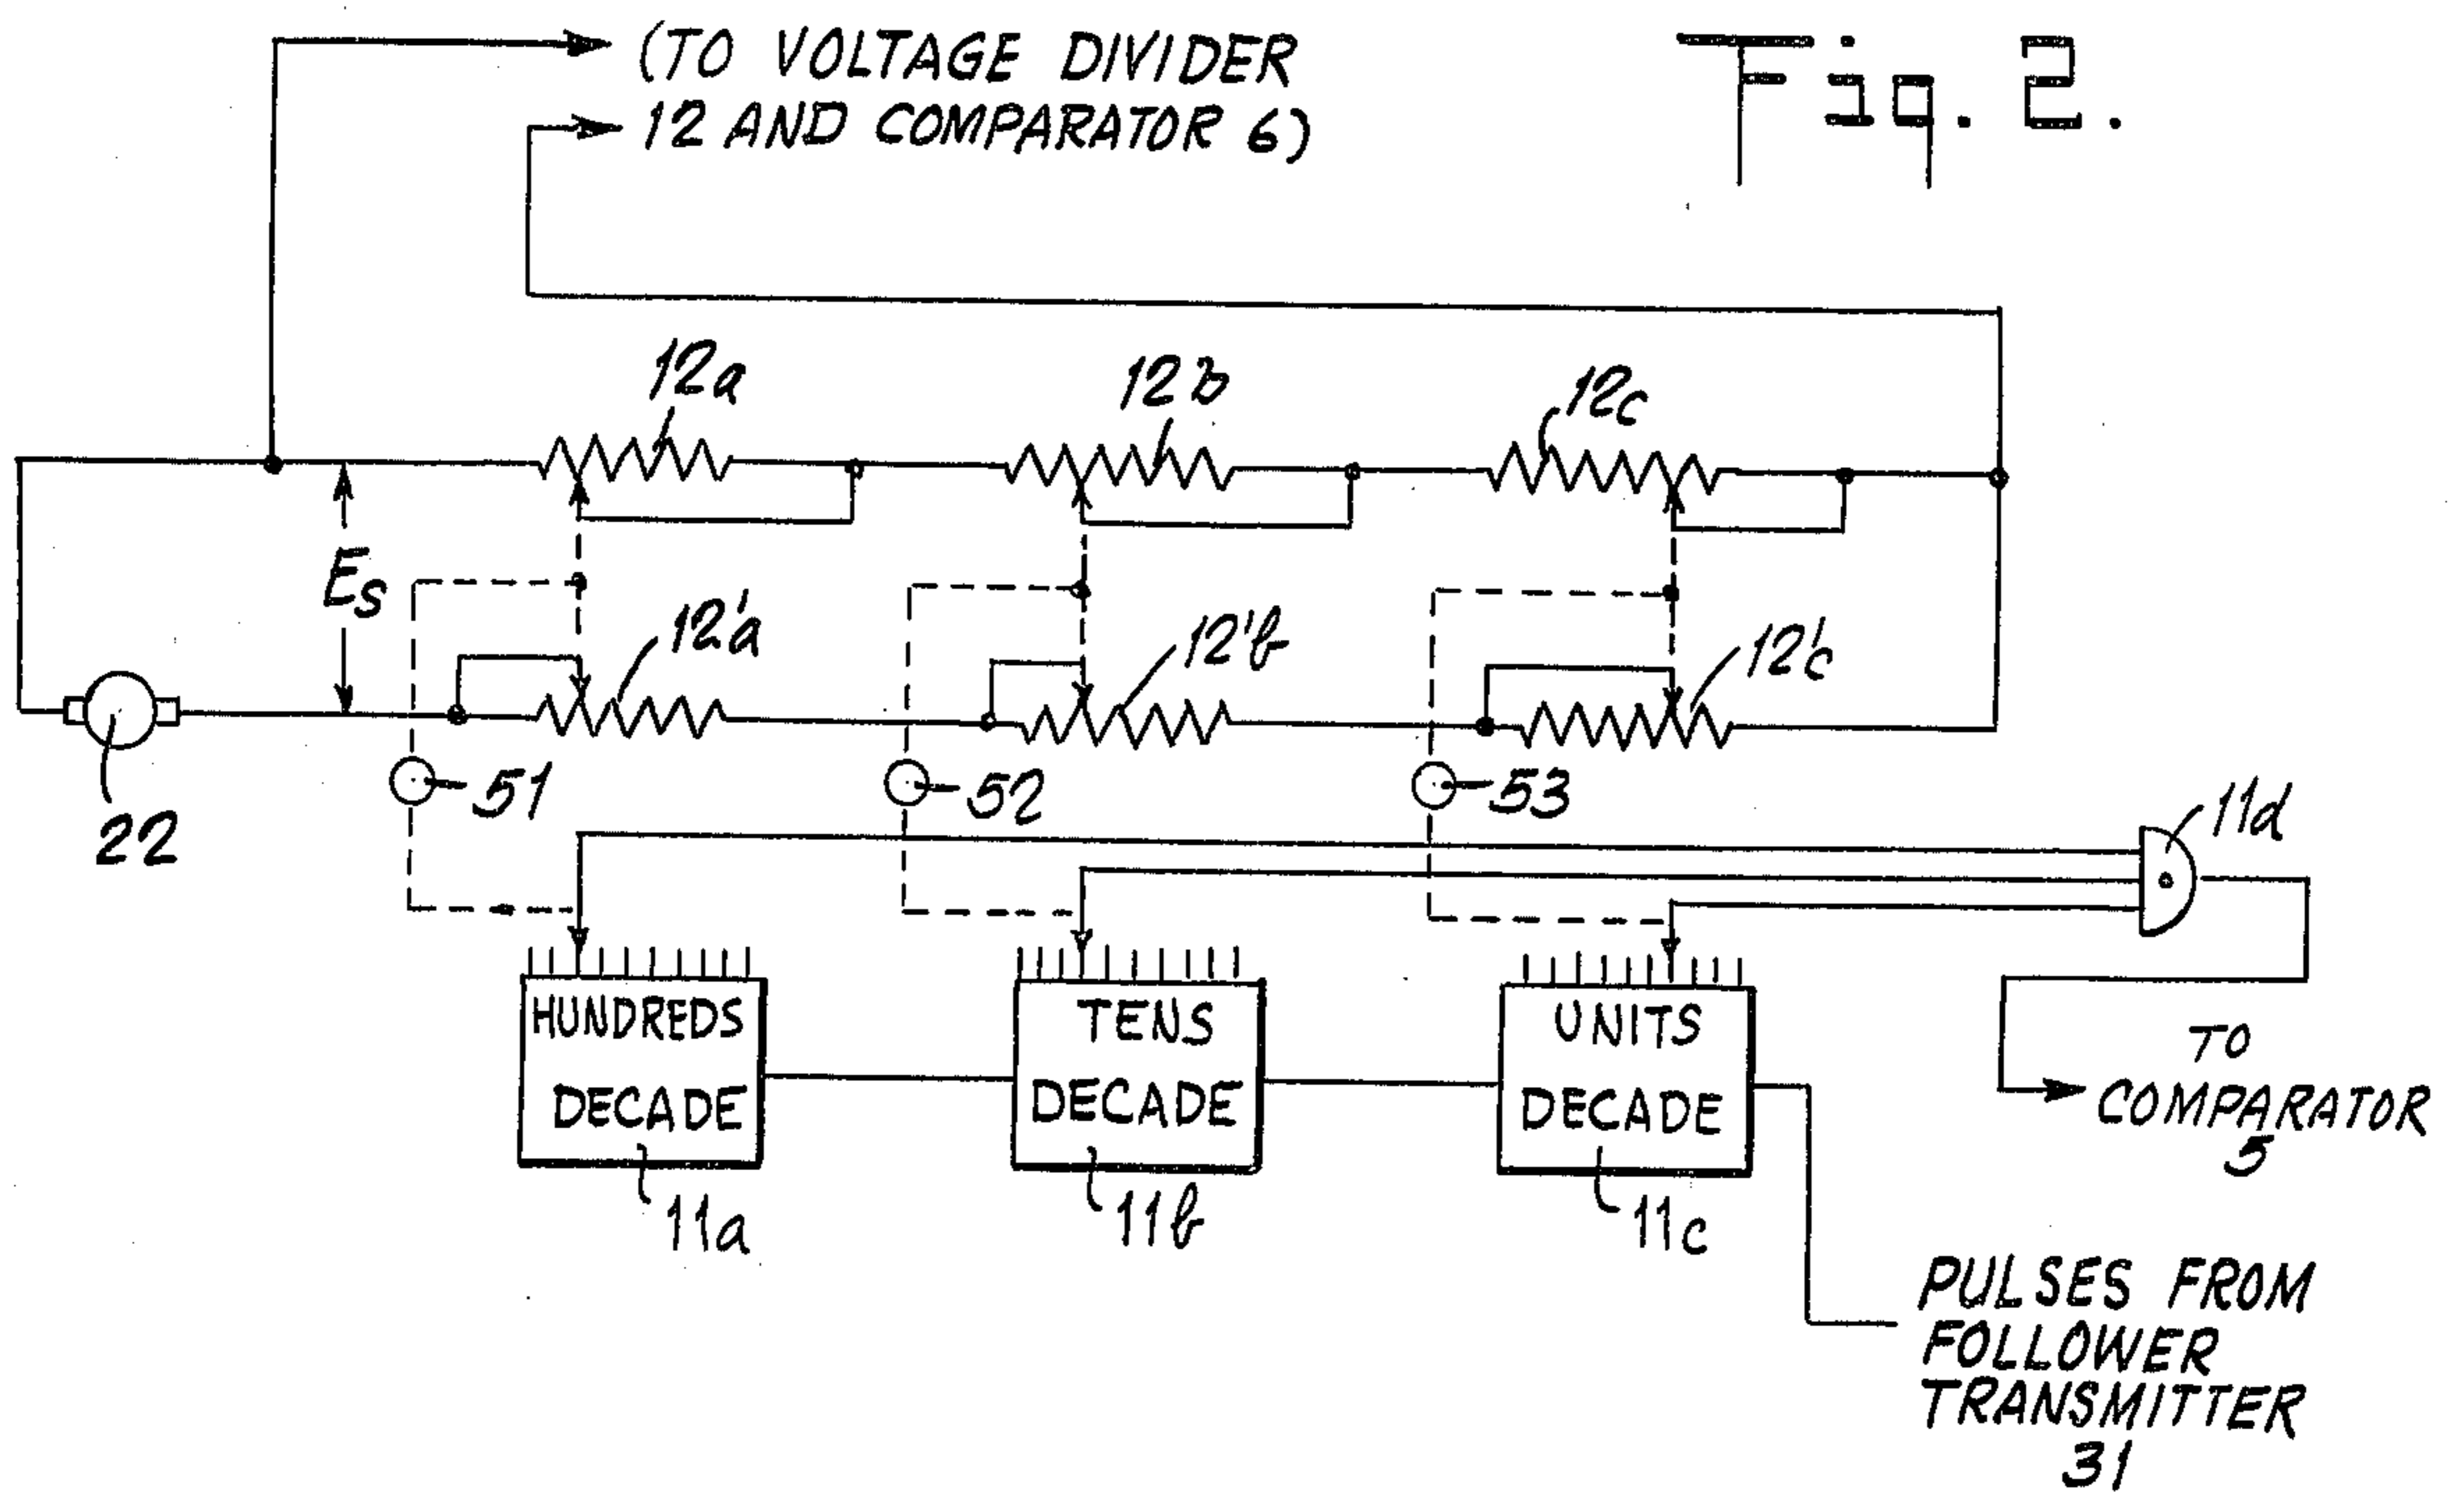 (TO VOLTAGE DIVIDER
12 AND COMPARATOR 6)
Fig. 2.
12a
12b
12c
Es
12'a
12'b
12'c
22
51
52
53
11d
HUNDREDS
DECADE
TENS
DECADE
UNITS
DECADE
TO
COMPARATOR
5
11a
11b
11c
PULSES FROM
FOLLOWER
TRANSMITTER
31